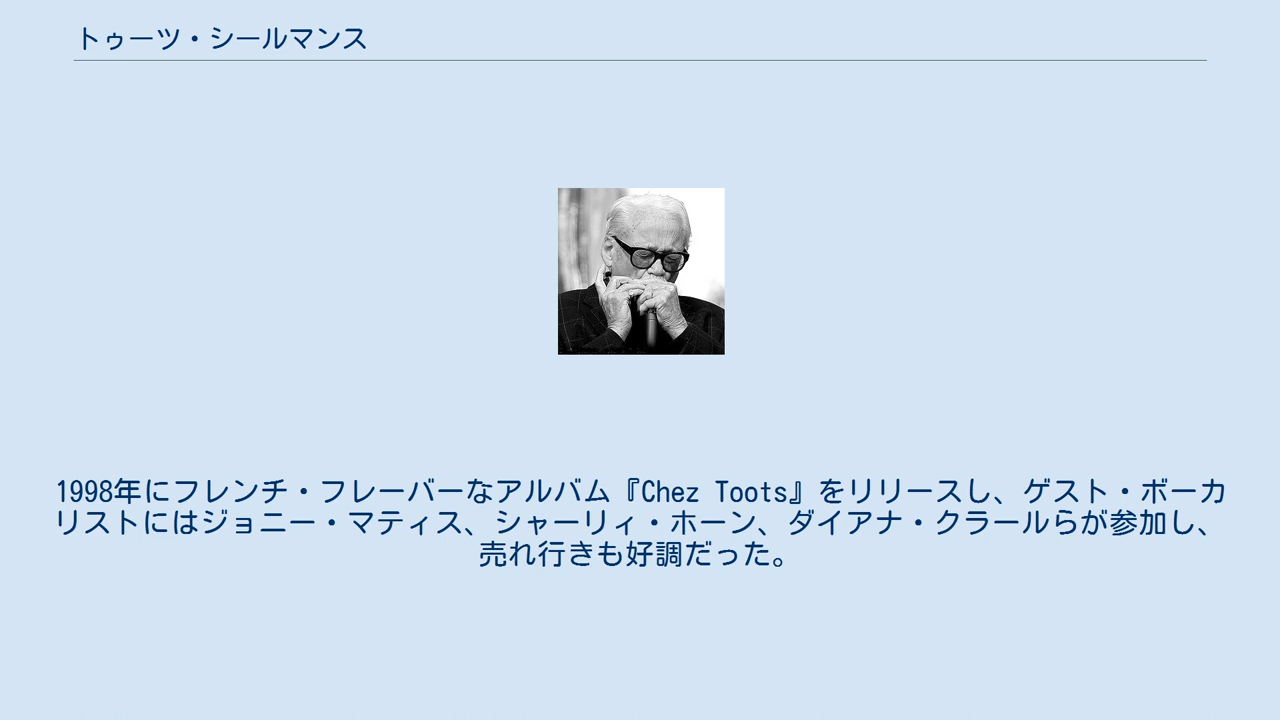 トゥーツ・シールマンス
1998年にフレンチ・フレーバーなアルバム『Chez Toots』をリリースし、ゲスト・ボーカ
リストにはジョニー・マティス、シャーリィ・ホーン、ダイアナ・クラールらが参加し、
売れ行きも好調だった。